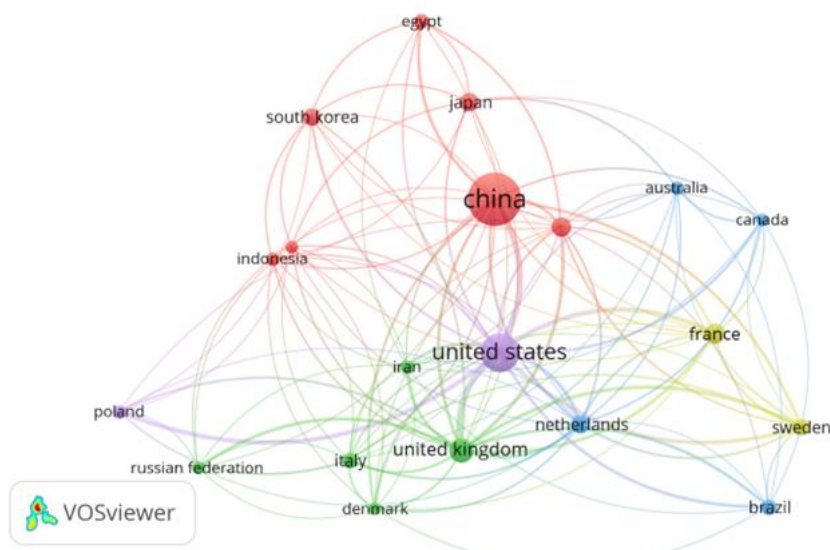 egypt
japan
south korea
china
australia
canada
indonesia
united states
france
iran
poland
netherlands
sweden
united kingdom
italy
russian federation
denmark
brazil
VOSviewer